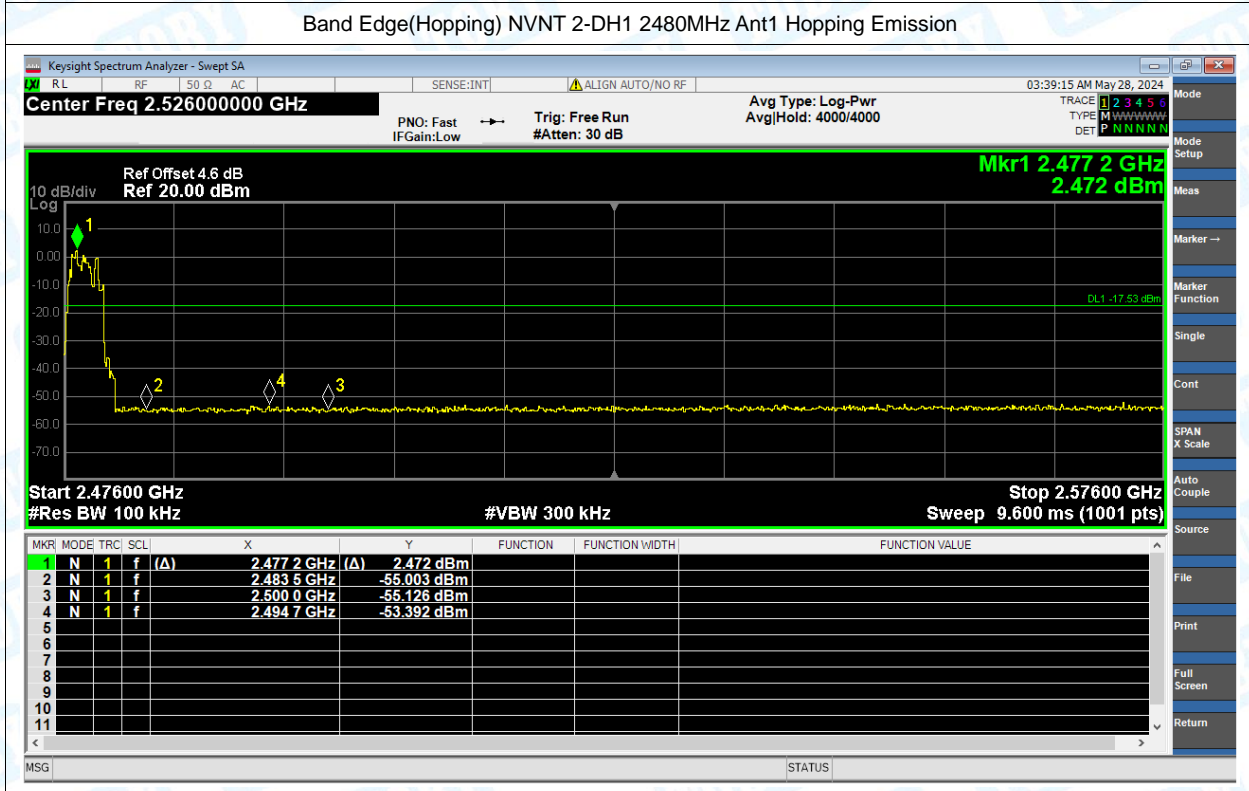 Band Edge(Hopping) NVNT 2-DH1 2480MHz Ant1 Hopping Emission
Keysight Spectrum Analyzer - Swept SA
LXI RL RF 50 Ω AC SENSE:INT ALIGN AUTO/NO RF 03:39:15 AM May 28, 2024
Center Freq 2.526000000 GHz
PNO: Fast
IFGain:Low
Trig: Free Run
#Atten: 30 dB
Avg Type: Log-Pwr
Avg|Hold: 4000/4000
TRACE 1 2 3 4 5 6
TYPE M WWWWW
DET P N N N N N
Mkr1 2.477 2 GHz
2.472 dBm
Ref Offset 4.6 dB
10 dB/div Ref 20.00 dBm
Log
10.0
0.00
-10.0
-20.0
-30.0
-40.0
-50.0
-60.0
-70.0
1
2
4
3
DL1 -17.53 dBm
Start 2.47600 GHz Stop 2.57600 GHz
#Res BW 100 kHz #VBW 300 kHz Sweep 9.600 ms (1001 pts)
MKR MODE TRC SCL X Y FUNCTION FUNCTION WIDTH FUNCTION VALUE
1 N 1 f (Δ) 2.477 2 GHz (Δ) 2.472 dBm
2 N 1 f 2.483 5 GHz -55.003 dBm
3 N 1 f 2.500 0 GHz -55.126 dBm
4 N 1 f 2.494 7 GHz -53.392 dBm
5
6
7
8
9
10
11
MSG STATUS
Mode
Mode
Setup
Meas
Marker→
Marker
Function
Single
Cont
SPAN
X Scale
Auto
Couple
Source
File
Print
Full
Screen
Return